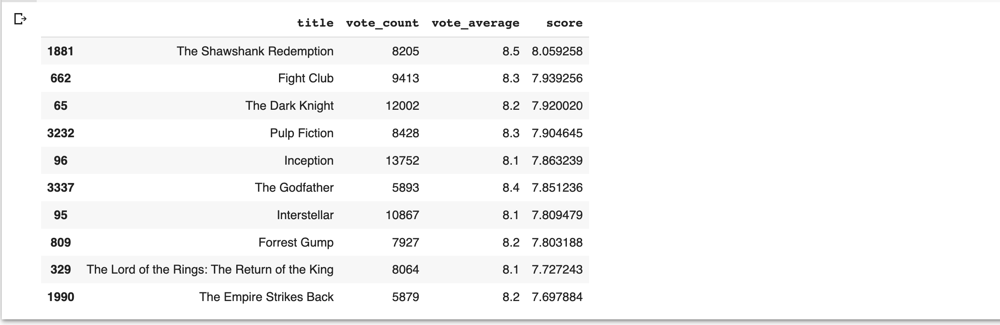 title vote_count vote_average score
1881 The Shawshank Redemption 8205 8.5 8.059258
662 Fight Club 9413 8.3 7.939256
65 The Dark Knight 12002 8.2 7.920020
3232 Pulp Fiction 8428 8.3 7.904645
96 Inception 13752 8.1 7.863239
3337 The Godfather 5893 8.4 7.851236
95 Interstellar 10867 8.1 7.809479
809 Forrest Gump 7927 8.2 7.803188
329 The Lord of the Rings: The Return of the King 8064 8.1 7.727243
1990 The Empire Strikes Back 5879 8.2 7.697884